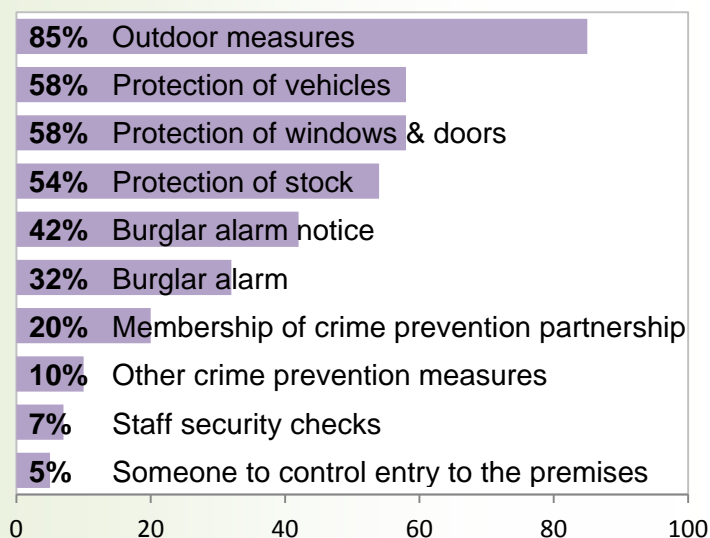 85% Outdoor measures
58% Protection of vehicles
58% Protection of windows & doors
54% Protection of stock
42% Burglar alarm notice
32% Burglar alarm
20% Membership of crime prevention partnership
10% Other crime prevention measures
7% Staff security checks
5% Someone to control entry to the premises
0 20 40 60 80 100